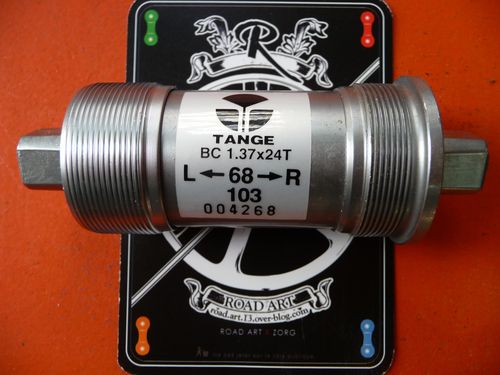 R
TANGE
BC 1.37x24T
L ←68→ R
103
004268
ROAD ART
road.art.13.over-blog.com
ROAD ART X ZORG